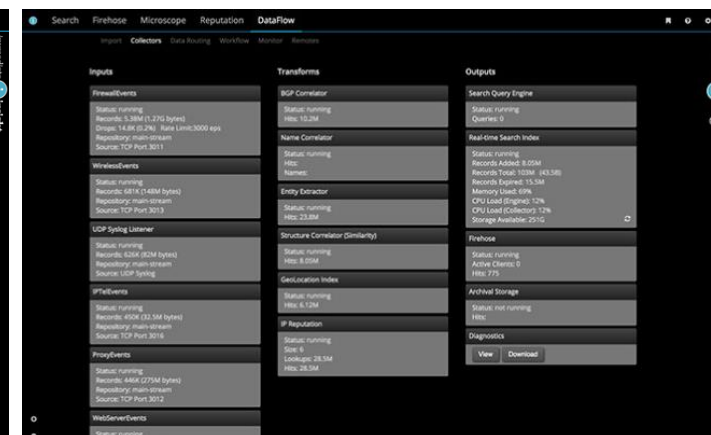 Search Firehose Microscope Reputation DataFlow
Import Collectors Data Routing Workflow Monitor Remotes
Inputs
FirewallEvents
Status: running
Records: 5.38M (1.27G bytes)
Drops: 14.8K (0.2%) Rate Limit:3000 eps
Repository: main-stream
Source: TCP Port 3011
WirelessEvents
Status: running
Records: 681K (148M bytes)
Repository: main-stream
Source: TCP Port 3013
UDP Syslog Listener
Status: running
Records: 626K (82M bytes)
Repository: main-stream
Source: UDP Syslog
IPTelEvents
Status: running
Records: 450K (32.5M bytes)
Repository: main-stream
Source: TCP Port 3016
ProxyEvents
Status: running
Records: 446K (275M bytes)
Repository: main-stream
Source: TCP Port 3012
WebServerEvents
Status: running
Transforms
BGP Correlator
Status: running
Hits: 10.2M
Name Correlator
Status: running
Hits:
Names:
Entity Extractor
Status: running
Hits: 23.8M
Structure Correlator (Similarity)
Status: running
Hits: 8.05M
GeoLocation Index
Status: running
Hits: 6.12M
IP Reputation
Status: running
Size: 6
Lookups: 28.5M
Hits: 28.5M
Outputs
Search Query Engine
Status: running
Queries: 0
Real-time Search Index
Status: running
Records Added: 8.05M
Records Total: 103M (43.5B)
Records Expired: 15.5M
Memory Used: 69%
CPU Load (Engine): 12%
CPU Load (Collector): 12%
Storage Available: 251G
Firehose
Status: running
Active Clients: 0
Hits: 775
Archival Storage
Status: not running
Hits:
Diagnostics
View Download